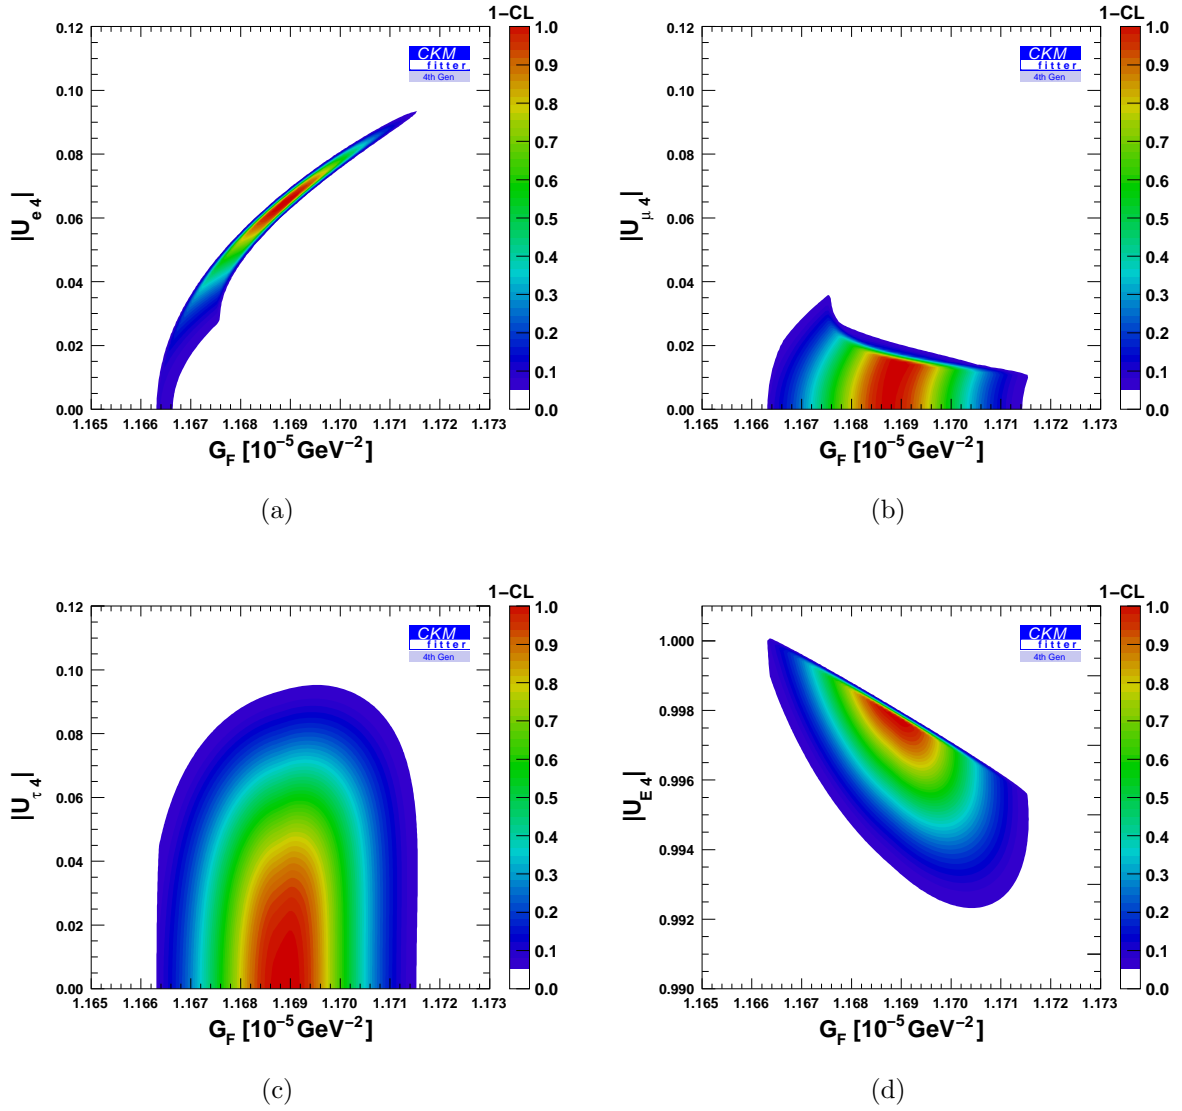 1-CL 1-CL
0.12 1.0 0.12 1.0
CKM CKM
fitter fitter
4th Gen 4th Gen
0.9 0.9
0.10 0.8 0.10 0.8
0.7 0.7
0.08 0.08
|U_{e 4}| 0.6 |U_{μ 4}| 0.6
0.06 0.5 0.06 0.5
0.4 0.4
0.04 0.3 0.04 0.3
0.2 0.2
0.02 0.1 0.02 0.1
0.00 0.0 0.00 0.0
1.165 1.166 1.167 1.168 1.169 1.170 1.171 1.172 1.173 1.165 1.166 1.167 1.168 1.169 1.170 1.171 1.172 1.173
G_F [10^{-5} GeV^{-2}] G_F [10^{-5} GeV^{-2}]
(a) (b)
1-CL 1-CL
0.12 1.0 1.0
CKM CKM
fitter fitter
4th Gen 1.000 4th Gen
0.9 0.9
0.10 0.8 0.8
0.998
0.08 0.7 0.7
|U_{τ 4}| 0.6 |U_{E 4}| 0.6
0.06 0.5 0.996 0.5
0.4 0.4
0.04 0.3 0.994 0.3
0.2 0.2
0.02 0.1 0.992 0.1
0.00 0.0 0.990 0.0
1.165 1.166 1.167 1.168 1.169 1.170 1.171 1.172 1.173 1.165 1.166 1.167 1.168 1.169 1.170 1.171 1.172 1.173
G_F [10^{-5} GeV^{-2}] G_F [10^{-5} GeV^{-2}]
(c) (d)